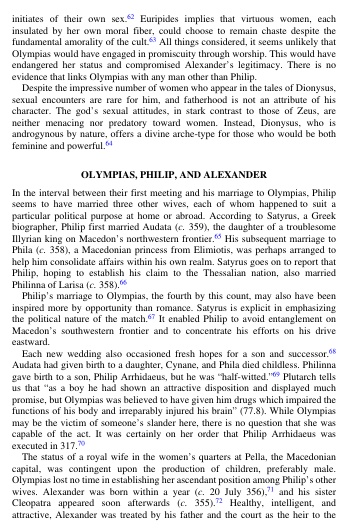 initiates of their own sex.62 Euripides implies that virtuous women, each
insulated by her own moral fiber, could choose to remain chaste despite the
fundamental amorality of the cult.63 All things considered, it seems unlikely that
Olympias would have engaged in promiscuity through worship. This would have
endangered her status and compromised Alexander's legitimacy. There is no
evidence that links Olympias with any man other than Philip.
Despite the impressive number of women who appear in the tales of Dionysus,
sexual encounters are rare for him, and fatherhood is not an attribute of his
character. The god's sexual attitudes, in stark contrast to those of Zeus, are
neither menacing nor predatory toward women. Instead, Dionysus, who is
androgynous by nature, offers a divine arche-type for those who would be both
feminine and powerful.64
OLYMPIAS, PHILIP, AND ALEXANDER
In the interval between their first meeting and his marriage to Olympias, Philip
seems to have married three other wives, each of whom happened to suit a
particular political purpose at home or abroad. According to Satyrus, a Greek
biographer, Philip first married Audata (c. 359), the daughter of a troublesome
Illyrian king on Macedon's northwestern frontier.65 His subsequent marriage to
Phila (c. 358), a Macedonian princess from Elimiotis, was perhaps arranged to
help him consolidate affairs within his own realm. Satyrus goes on to report that
Philip, hoping to establish his claim to the Thessalian nation, also married
Philinna of Larisa (c. 358).66
Philip's marriage to Olympias, the fourth by this count, may also have been
inspired more by opportunity than romance. Satyrus is explicit in emphasizing
the political nature of the match.67 It enabled Philip to avoid entanglement on
Macedon's southwestern frontier and to concentrate his efforts on his drive
eastward.
Each new wedding also occasioned fresh hopes for a son and successor.68
Audata had given birth to a daughter, Cynane, and Phila died childless. Philinna
gave birth to a son, Philip Arrhidaeus, but he was "half-witted."69 Plutarch tells
us that "as a boy he had shown an attractive disposition and displayed much
promise, but Olympias was believed to have given him drugs which impaired the
functions of his body and irreparably injured his brain" (77.8). While Olympias
may be the victim of someone's slander here, there is no question that she was
capable of the act. It was certainly on her order that Philip Arrhidaeus was
executed in 317.70
The status of a royal wife in the women's quarters at Pella, the Macedonian
capital, was contingent upon the production of children, preferably male.
Olympias lost no time in establishing her ascendant position among Philip's other
wives. Alexander was born within a year (c. 20 July 356),71 and his sister
Cleopatra appeared soon afterwards (c. 355).72 Healthy, intelligent, and
attractive, Alexander was treated by his father and the court as the heir to the